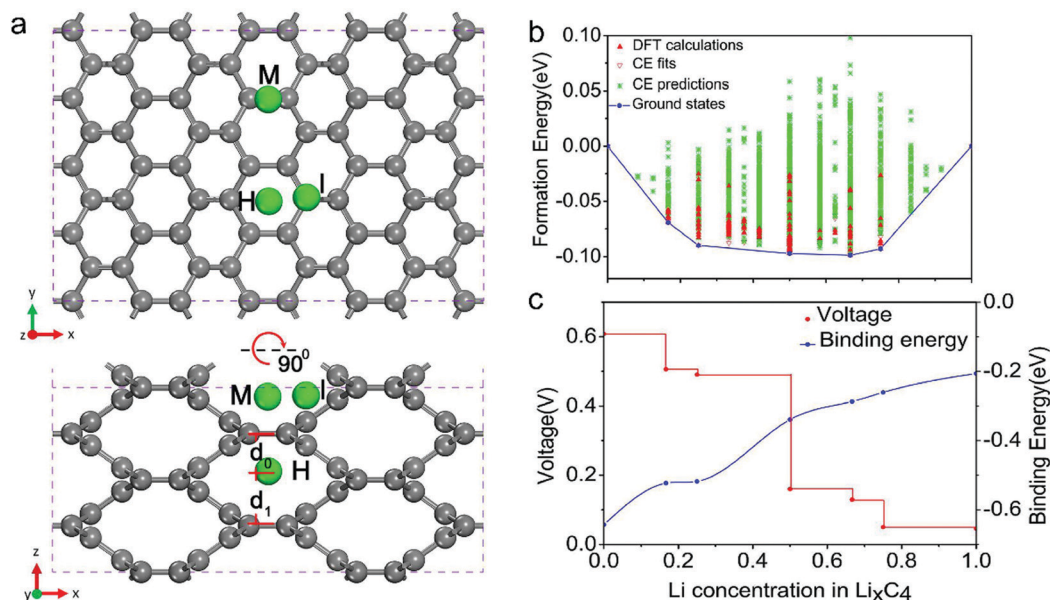 a
M
H
I
y
z
x
90⁰
M
I
d₀
H
d₁
z
y
x
b
0.10
0.05
0.00
-0.05
-0.10
Formation Energy(eV)
DFT calculations
CE fits
CE predictions
Ground states
c
0.6
0.4
0.2
0.0
Voltage(V)
Voltage
Binding energy
0.0
-0.2
-0.4
-0.6
Binding Energy(eV)
0.0 0.2 0.4 0.6 0.8 1.0
Li concentration in LiₓC4